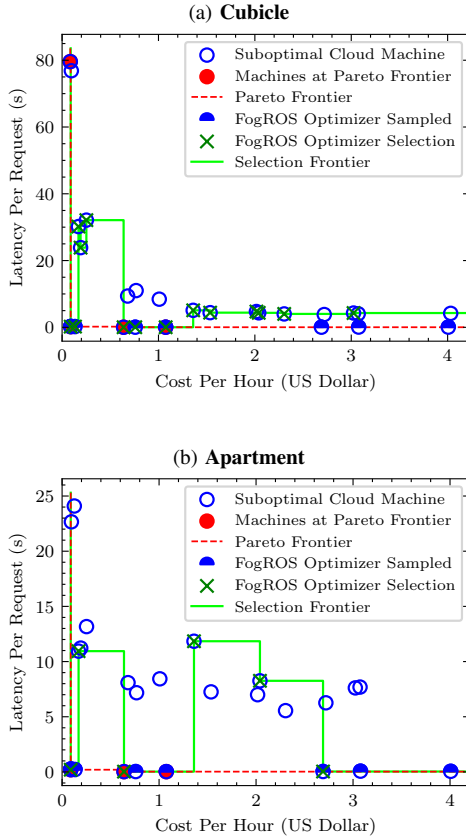 (a) Cubicle
80
60
40
20
0
Latency Per Request (s)
Suboptimal Cloud Machine
Machines at Pareto Frontier
Pareto Frontier
FogROS Optimizer Sampled
FogROS Optimizer Selection
Selection Frontier
0 1 2 3 4
Cost Per Hour (US Dollar)
(b) Apartment
25
20
15
10
5
0
Latency Per Request (s)
Suboptimal Cloud Machine
Machines at Pareto Frontier
Pareto Frontier
FogROS Optimizer Sampled
FogROS Optimizer Selection
Selection Frontier
0 1 2 3 4
Cost Per Hour (US Dollar)